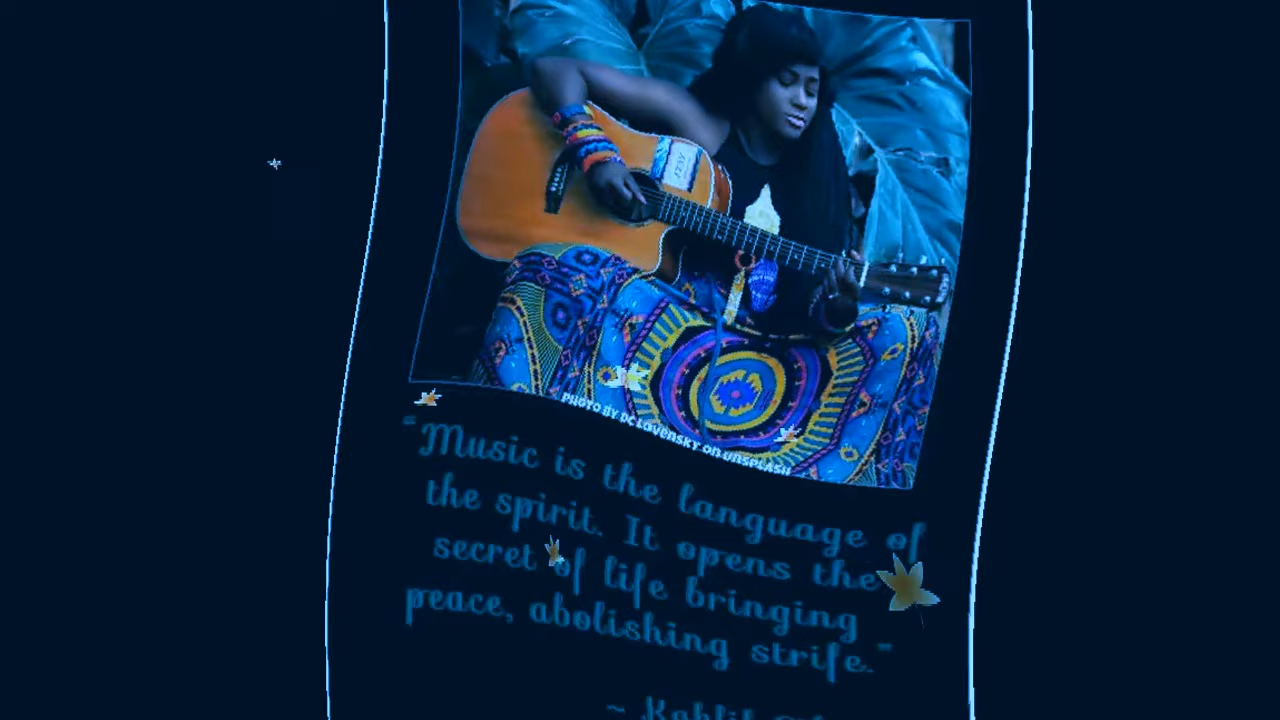 PHOTO BY DC LOVENSKY ON UNSPLASH
“Music is the language of
the spirit. It opens the
secret of life bringing
peace, abolishing strife.”
~ Kahlil